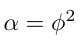 α = ϕ²